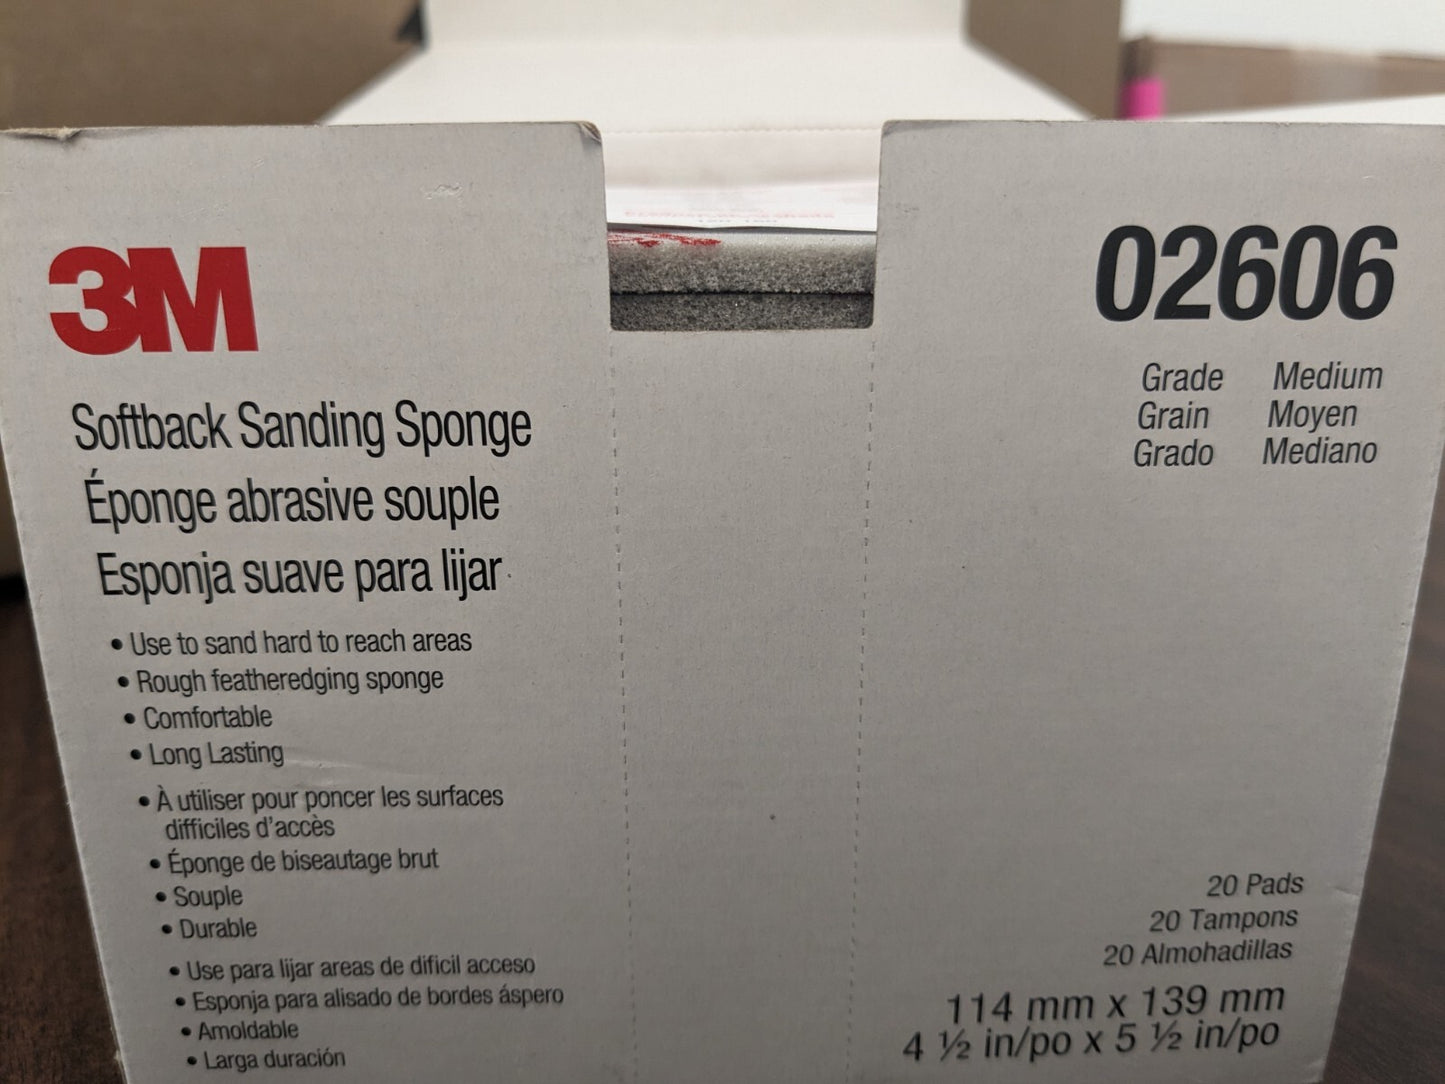 3M
Softback Sanding Sponge
Éponge abrasive souple
Esponja suave para lijar
• Use to sand hard to reach areas
• Rough featheredging sponge
• Comfortable
• Long Lasting
• À utiliser pour poncer les surfaces
difficiles d'accès
• Éponge de biseautage brut
• Souple
• Durable
• Use para lijar areas de dificil acceso
• Esponja para alisado de bordes áspero
• Amoldable
• Larga duración
02606
Grade Medium
Grain Moyen
Grado Mediano
20 Pads
20 Tampons
20 Almohadillas
114 mm x 139 mm
4 ½ in/po x 5 ½ in/po